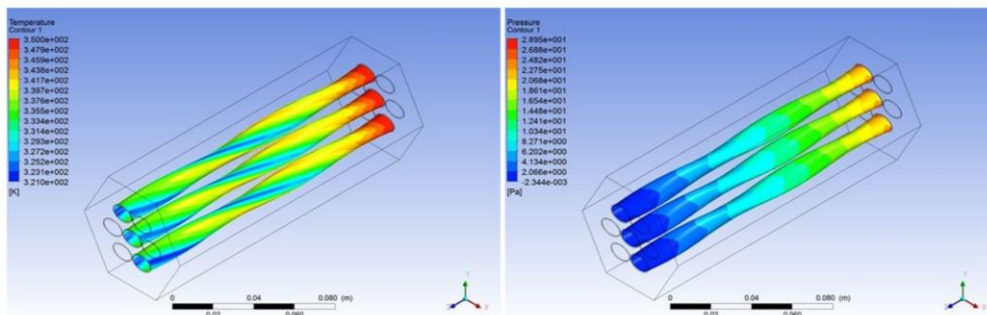 Temperature
Contour 1
3.500e+002
3.479e+002
3.459e+002
3.438e+002
3.417e+002
3.397e+002
3.376e+002
3.355e+002
3.334e+002
3.314e+002
3.293e+002
3.272e+002
3.252e+002
3.231e+002
3.210e+002
[K]
0 0.04 0.080 (m)
0.02 0.060
Y
Z X
Pressure
Contour 1
2.895e+001
2.688e+001
2.482e+001
2.275e+001
2.068e+001
1.861e+001
1.654e+001
1.448e+001
1.241e+001
1.034e+001
8.271e+000
6.202e+000
4.134e+000
2.066e+000
-2.344e-003
[Pa]
0 0.04 0.080 (m)
0.02 0.060
Y
Z X